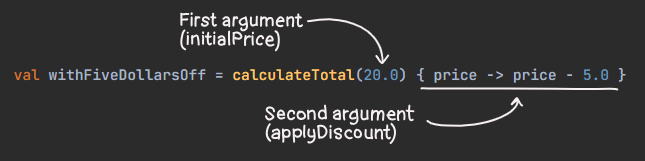 First argument
(initialPrice)
val withFiveDollarsOff = calculateTotal(20.0) { price -> price - 5.0 }
Second argument
(applyDiscount)